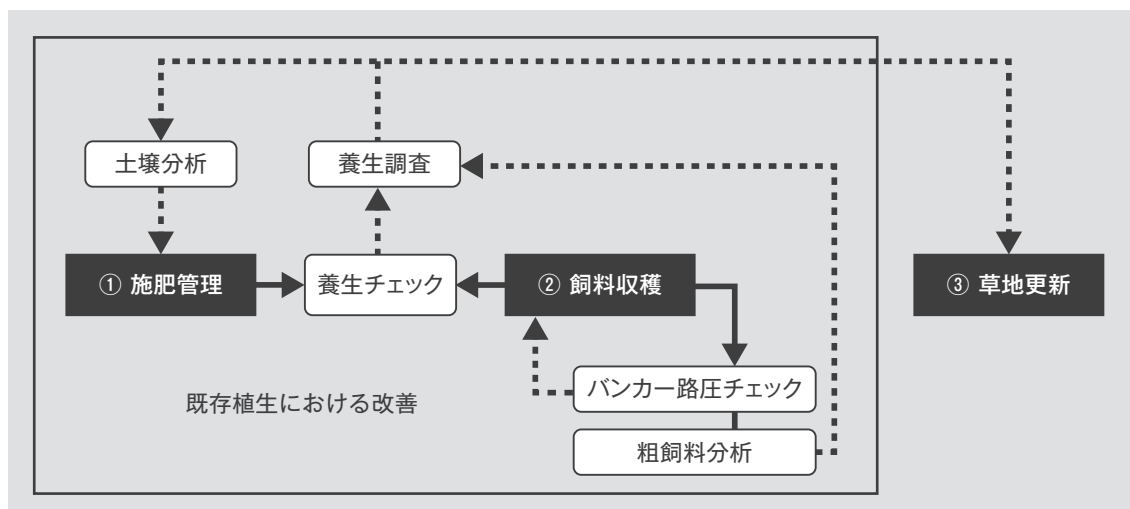 土壌分析
養生調査
① 施肥管理
養生チェック
② 飼料収穫
③ 草地更新
バンカー踏圧チェック
既存植生における改善
粗飼料分析